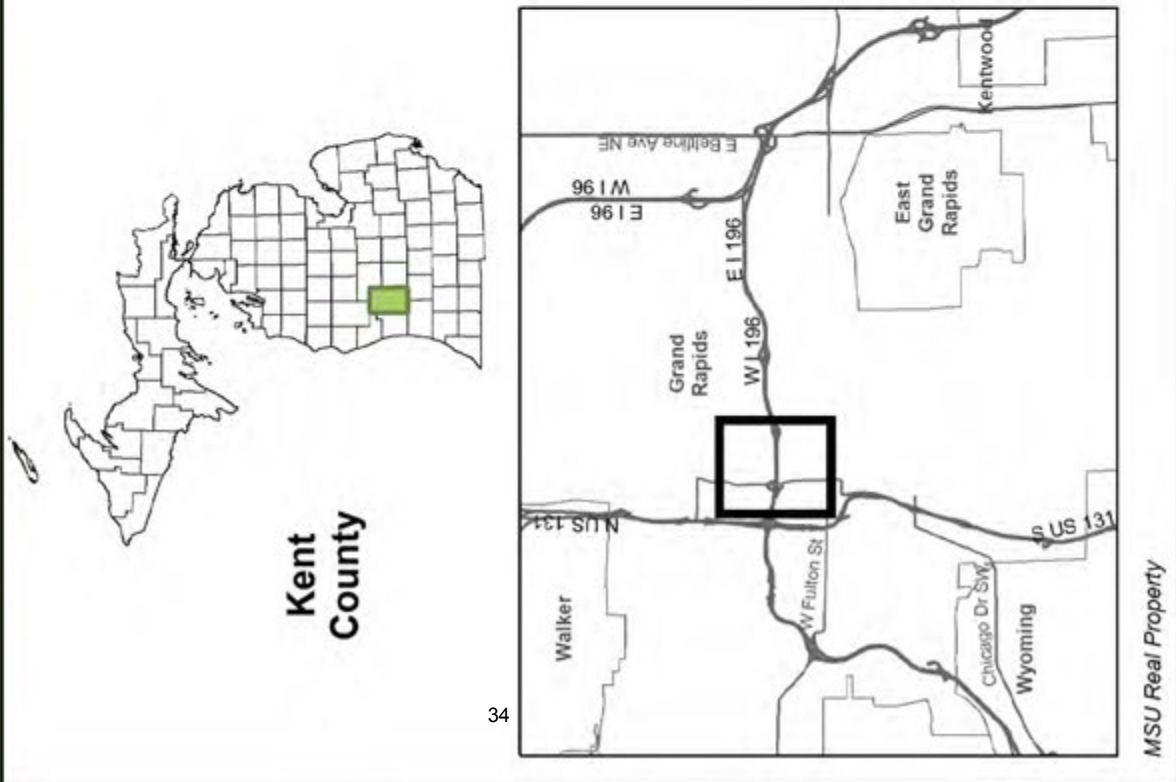 Kent
County
Walker
N US 131
Grand
Rapids
W I 96
E I 96
E Beltline Ave NE
E I 196
W I 196
W Fulton St
East
Grand
Rapids
Kentwood
S US 131
Chicago Dr SW
Wyoming
MSU Real Property
34